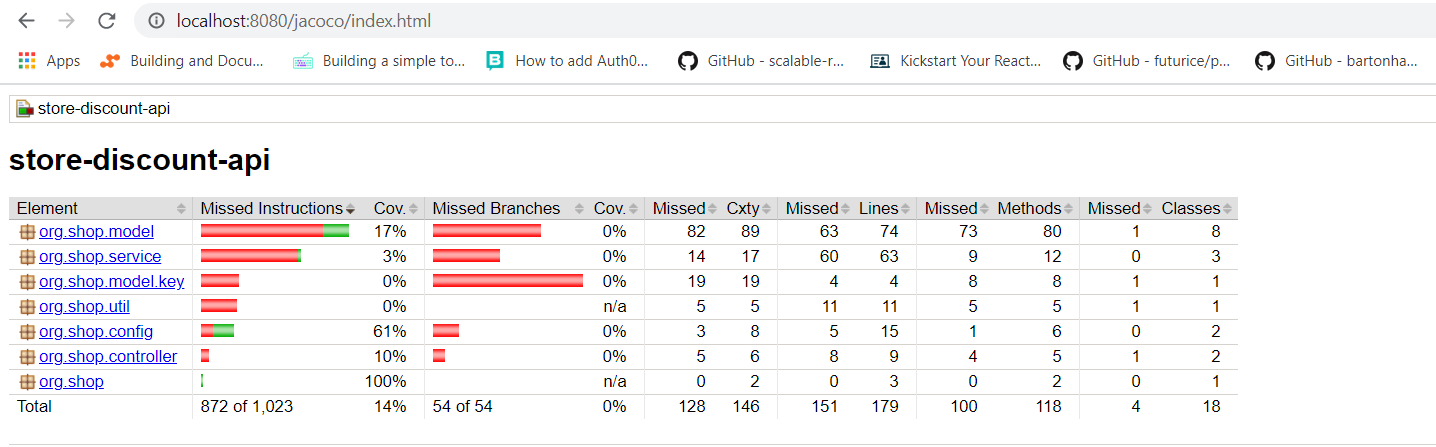 localhost:8080/jacoco/index.html
Apps Building and Docu... Building a simple to... How to add Auth0... GitHub - scalable-r... Kickstart Your React... GitHub - futurice/p... GitHub - bartonha...
store-discount-api
store-discount-api
Element Missed Instructions Cov. Missed Branches Cov. Missed Cxty Missed Lines Missed Methods Missed Classes
org.shop.model 17% 0% 82 89 63 74 73 80 1 8
org.shop.service 3% 0% 14 17 60 63 9 12 0 3
org.shop.model.key 0% 0% 19 19 4 4 8 8 1 1
org.shop.util 0% n/a 5 5 11 11 5 5 1 1
org.shop.config 61% 0% 3 8 5 15 1 6 0 2
org.shop.controller 10% 0% 5 6 8 9 4 5 1 2
org.shop 100% n/a 0 2 0 3 0 2 0 1
Total 872 of 1,023 14% 54 of 54 0% 128 146 151 179 100 118 4 18